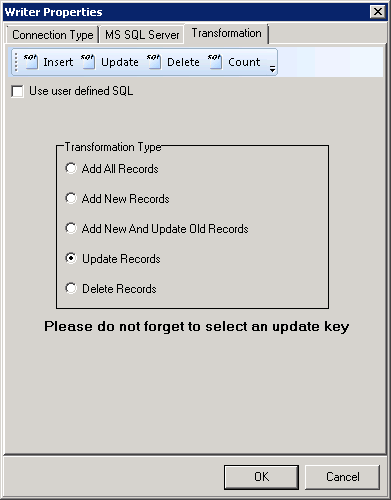 Writer Properties
Connection Type MS SQL Server Transformation
sql Insert sql Update sql Delete sql Count
Use user defined SQL
Transformation Type
Add All Records
Add New Records
Add New And Update Old Records
Update Records
Delete Records
Please do not forget to select an update key
OK Cancel